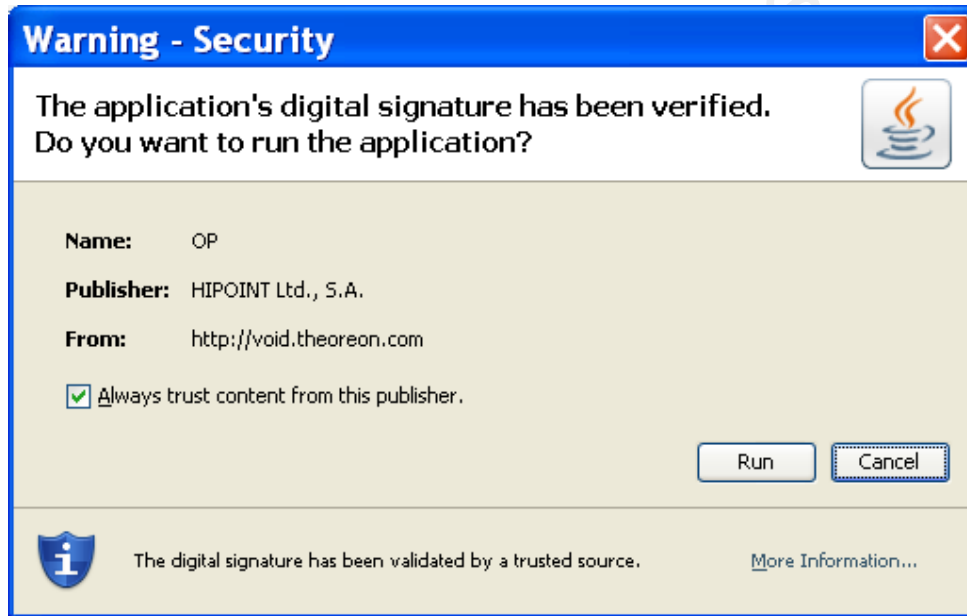 Warning - Security
The application's digital signature has been verified.
Do you want to run the application?
Name: OP
Publisher: HIPOINT Ltd., S.A.
From: http://void.theoreon.com
Always trust content from this publisher.
Run Cancel
The digital signature has been validated by a trusted source. More Information...